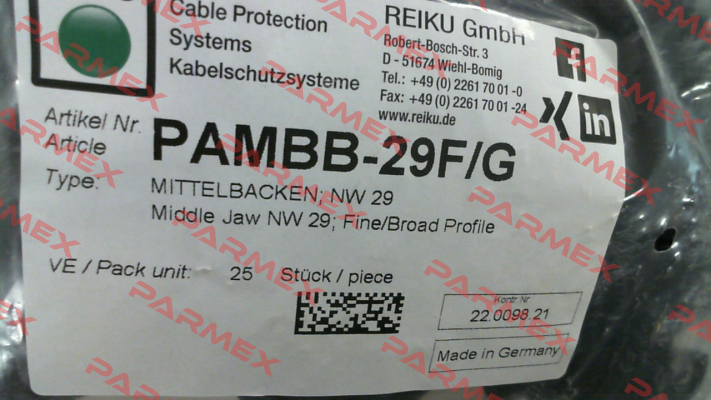 Cable Protection
Systems
Kabelschutzsysteme
REIKU GmbH
Robert-Bosch-Str. 3
D - 51674 Wiehl-Bomig
Tel.: +49 (0) 2261 70 01 -0
Fax: +49 (0) 2261 70 01 -24
www.reiku.de
f
in
Artikel Nr.
Article
PAMBB-29F/G
Type:
MITTELBACKEN; NW 29
Middle Jaw NW 29; Fine/Broad Profile
VE / Pack unit: 25 Stück / piece
Kontr Nr
22.0098.21
Made in Germany
PARMEX